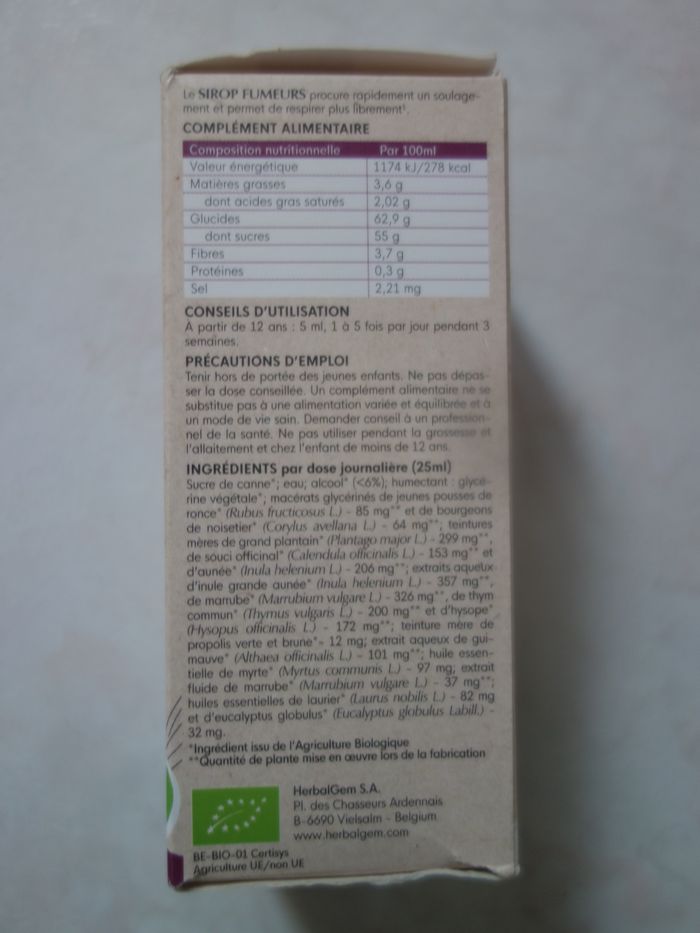 Le SIROP FUMEURS procure rapidement un soulage-
ment et permet de respirer plus librement¹.
COMPLÉMENT ALIMENTAIRE
Composition nutritionnelle Par 100ml
Valeur énergétique 1174 kJ/278 kcal
Matières grasses 3,6 g
dont acides gras saturés 2,02 g
Glucides 62,9 g
dont sucres 55 g
Fibres 3,7 g
Protéines 0,3 g
Sel 2,21 mg
CONSEILS D'UTILISATION
À partir de 12 ans : 5 ml, 1 à 5 fois par jour pendant 3
semaines.
PRÉCAUTIONS D'EMPLOI
Tenir hors de portée des jeunes enfants. Ne pas dépas-
ser la dose conseillée. Un complément alimentaire ne se
substitue pas à une alimentation variée et équilibrée et à
un mode de vie sain. Demander conseil à un profession-
nel de la santé. Ne pas utiliser pendant la grossesse et
l'allaitement et chez l'enfant de moins de 12 ans.
INGRÉDIENTS par dose journalière (25ml)
Sucre de canne*; eau; alcool* (<6%); humectant : glycé-
rine végétale*; macérats glycérinés de jeunes pousses de
ronce* (Rubus fructicosus L.) - 85 mg** et de bourgeons
de noisetier* (Corylus avellana L.) - 64 mg**; teintures
mères de grand plantain* (Plantago major L.) - 299 mg**,
de souci officinal* (Calendula officinalis L.) - 153 mg** et
d'aunée* (Inula helenium L.) - 206 mg**; extraits aqueux
d'inule grande aunée* (Inula helenium L.) - 357 mg**,
de marrube* (Marrubium vulgare L.) - 326 mg**, de thym
commun* (Thymus vulgaris L.) - 200 mg** et d'hysope*
(Hysopus officinalis L.) - 172 mg**; teinture mère de
propolis verte et brune*- 12 mg; extrait aqueux de gui-
mauve* (Althaea officinalis L.) - 101 mg**; huile essen-
tielle de myrte* (Myrtus communis L.) - 97 mg; extrait
fluide de marrube* (Marrubium vulgare L.) - 37 mg**;
huiles essentielles de laurier* (Laurus nobilis L.) - 82 mg
et d'eucalyptus globulus* (Eucalyptus globulus Labill.) -
32 mg.
*Ingrédient issu de l'Agriculture Biologique
**Quantité de plante mise en œuvre lors de la fabrication
HerbalGem S.A.
Pl. des Chasseurs Ardennais
B-6690 Vielsalm - Belgium
www.herbalgem.com
BE-BIO-01 Certisys
Agriculture UE/non UE